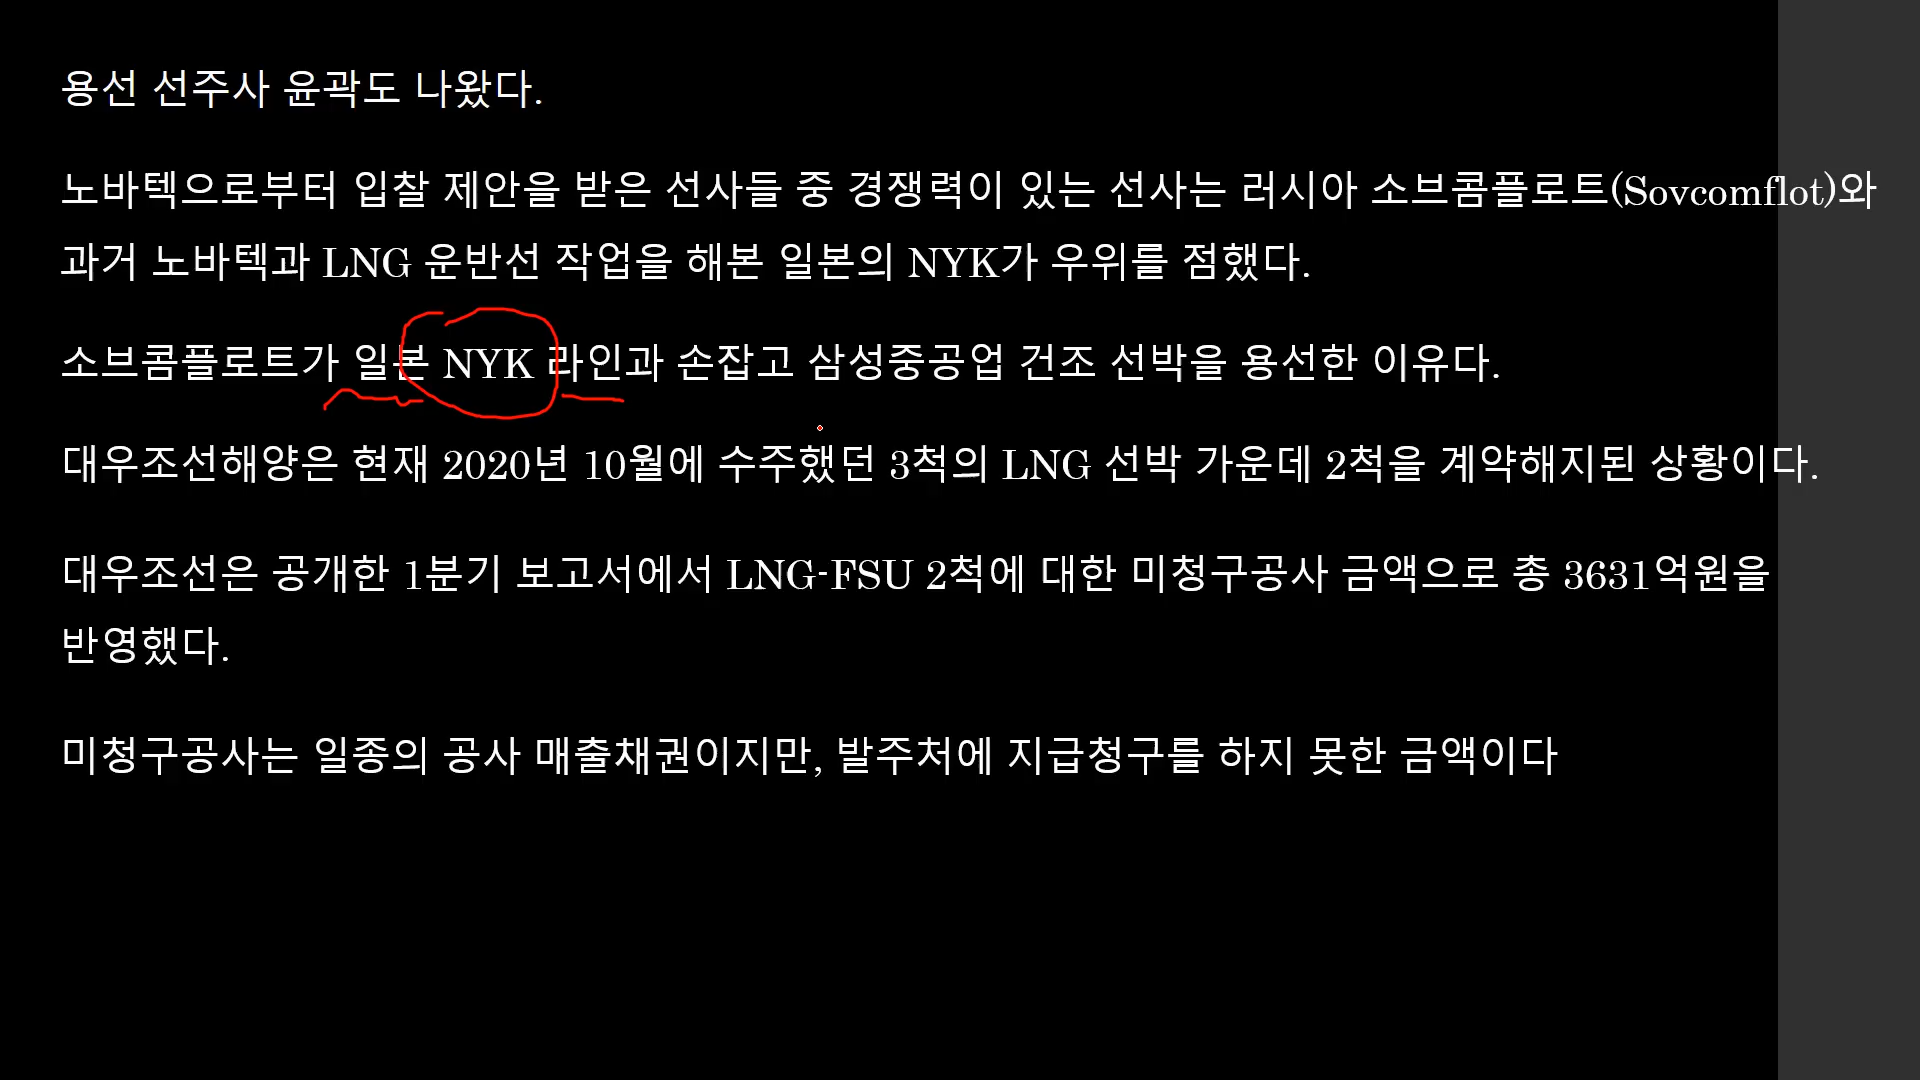 용선 선주사 윤곽도 나왔다.
노바텍으로부터 입찰 제안을 받은 선사들 중 경쟁력이 있는 선사는 러시아 소브콤플로트(Sovcomflot)와
과거 노바텍과 LNG 운반선 작업을 해본 일본의 NYK가 우위를 점했다.
소브콤플로트가 일본 NYK 라인과 손잡고 삼성중공업 건조 선박을 용선한 이유다.
대우조선해양은 현재 2020년 10월에 수주했던 3척의 LNG 선박 가운데 2척을 계약해지된 상황이다.
대우조선은 공개한 1분기 보고서에서 LNG-FSU 2척에 대한 미청구공사 금액으로 총 3631억원을
반영했다.
미청구공사는 일종의 공사 매출채권이지만, 발주처에 지급청구를 하지 못한 금액이다